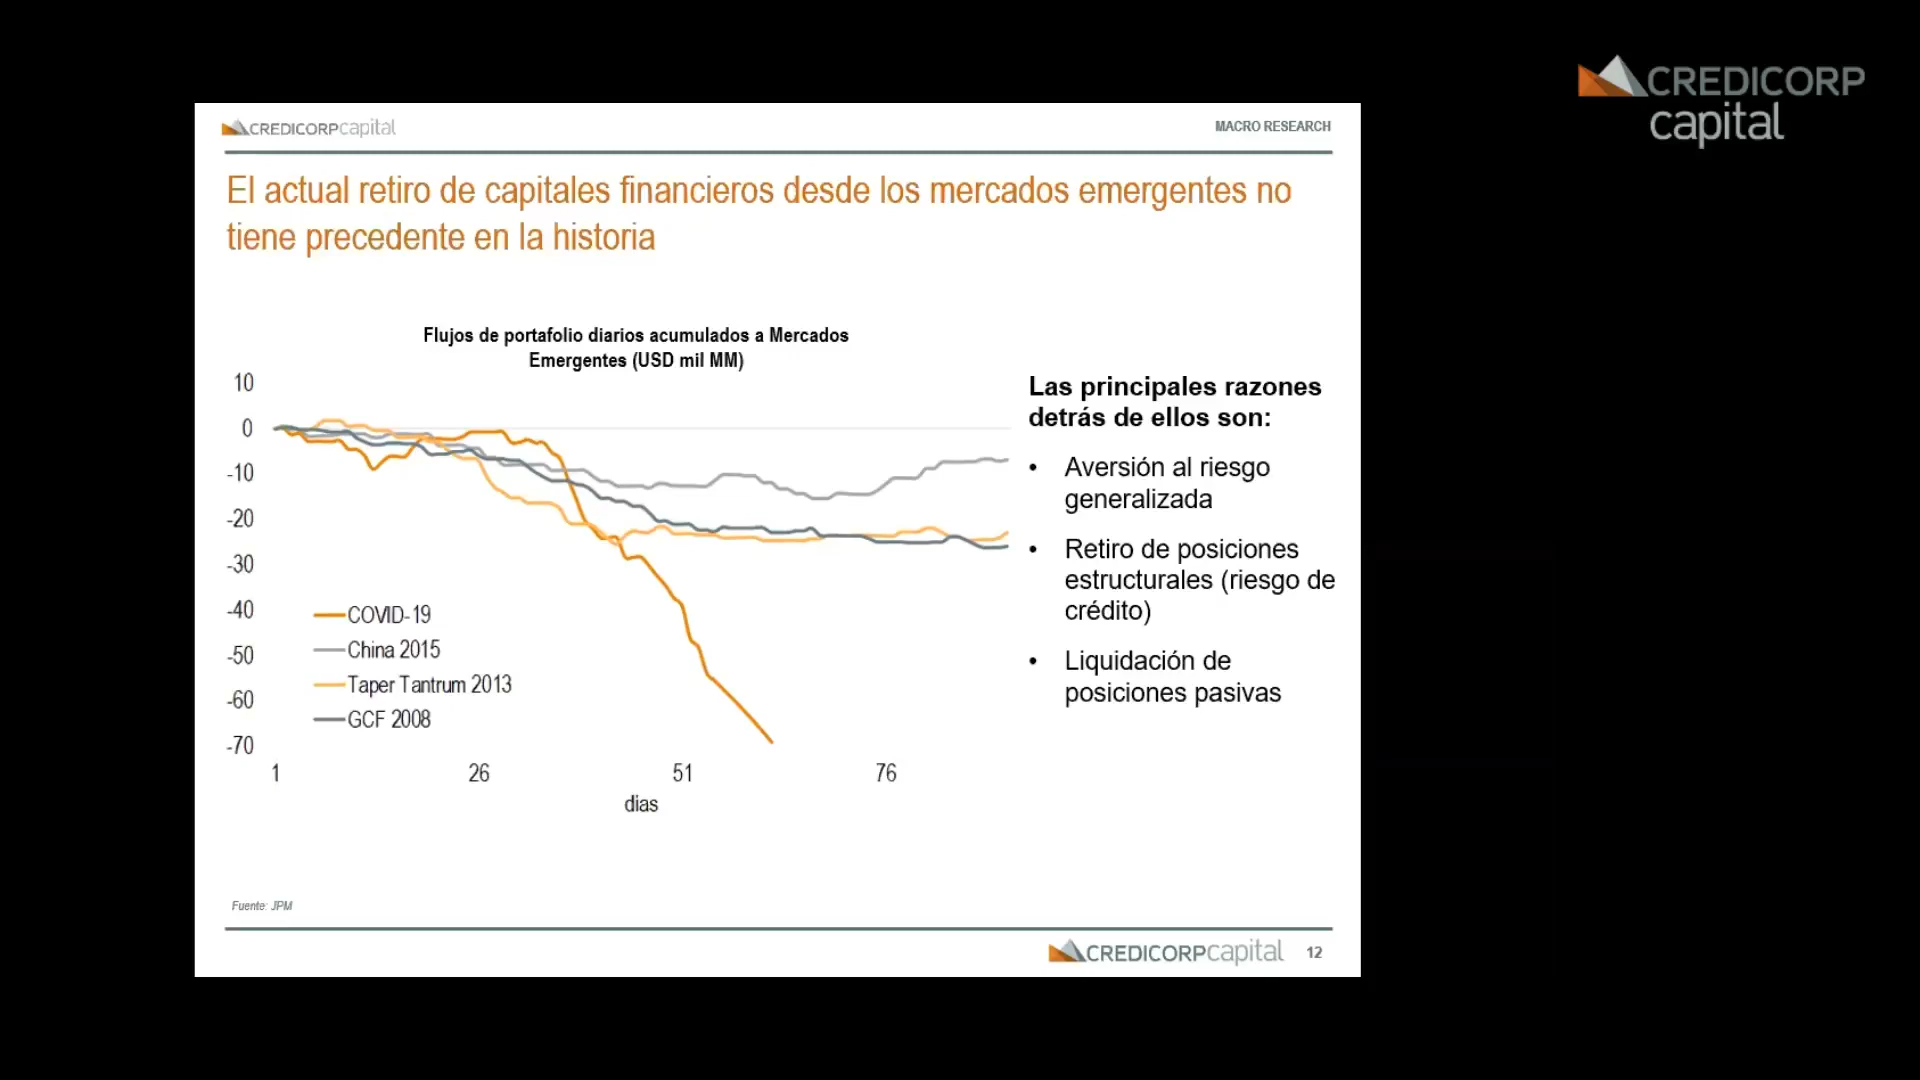 CREDICORP
capital
CREDICORPcapital
MACRO RESEARCH
El actual retiro de capitales financieros desde los mercados emergentes no
tiene precedente en la historia
Flujos de portafolio diarios acumulados a Mercados
Emergentes (USD mil MM)
10
0
-10
-20
-30
-40
-50
-60
-70
COVID-19
China 2015
Taper Tantrum 2013
GCF 2008
1
26
51
76
dias
Las principales razones
detrás de ellos son:
• Aversión al riesgo
generalizada
• Retiro de posiciones
estructurales (riesgo de
crédito)
• Liquidación de
posiciones pasivas
Fuente: JPM
CREDICORPcapital
12